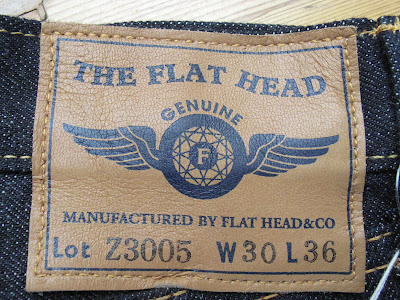 THE FLAT HEAD
GENUINE
F
MANUFACTURED BY FLAT HEAD&CO
Lot Z3005 W30 L36